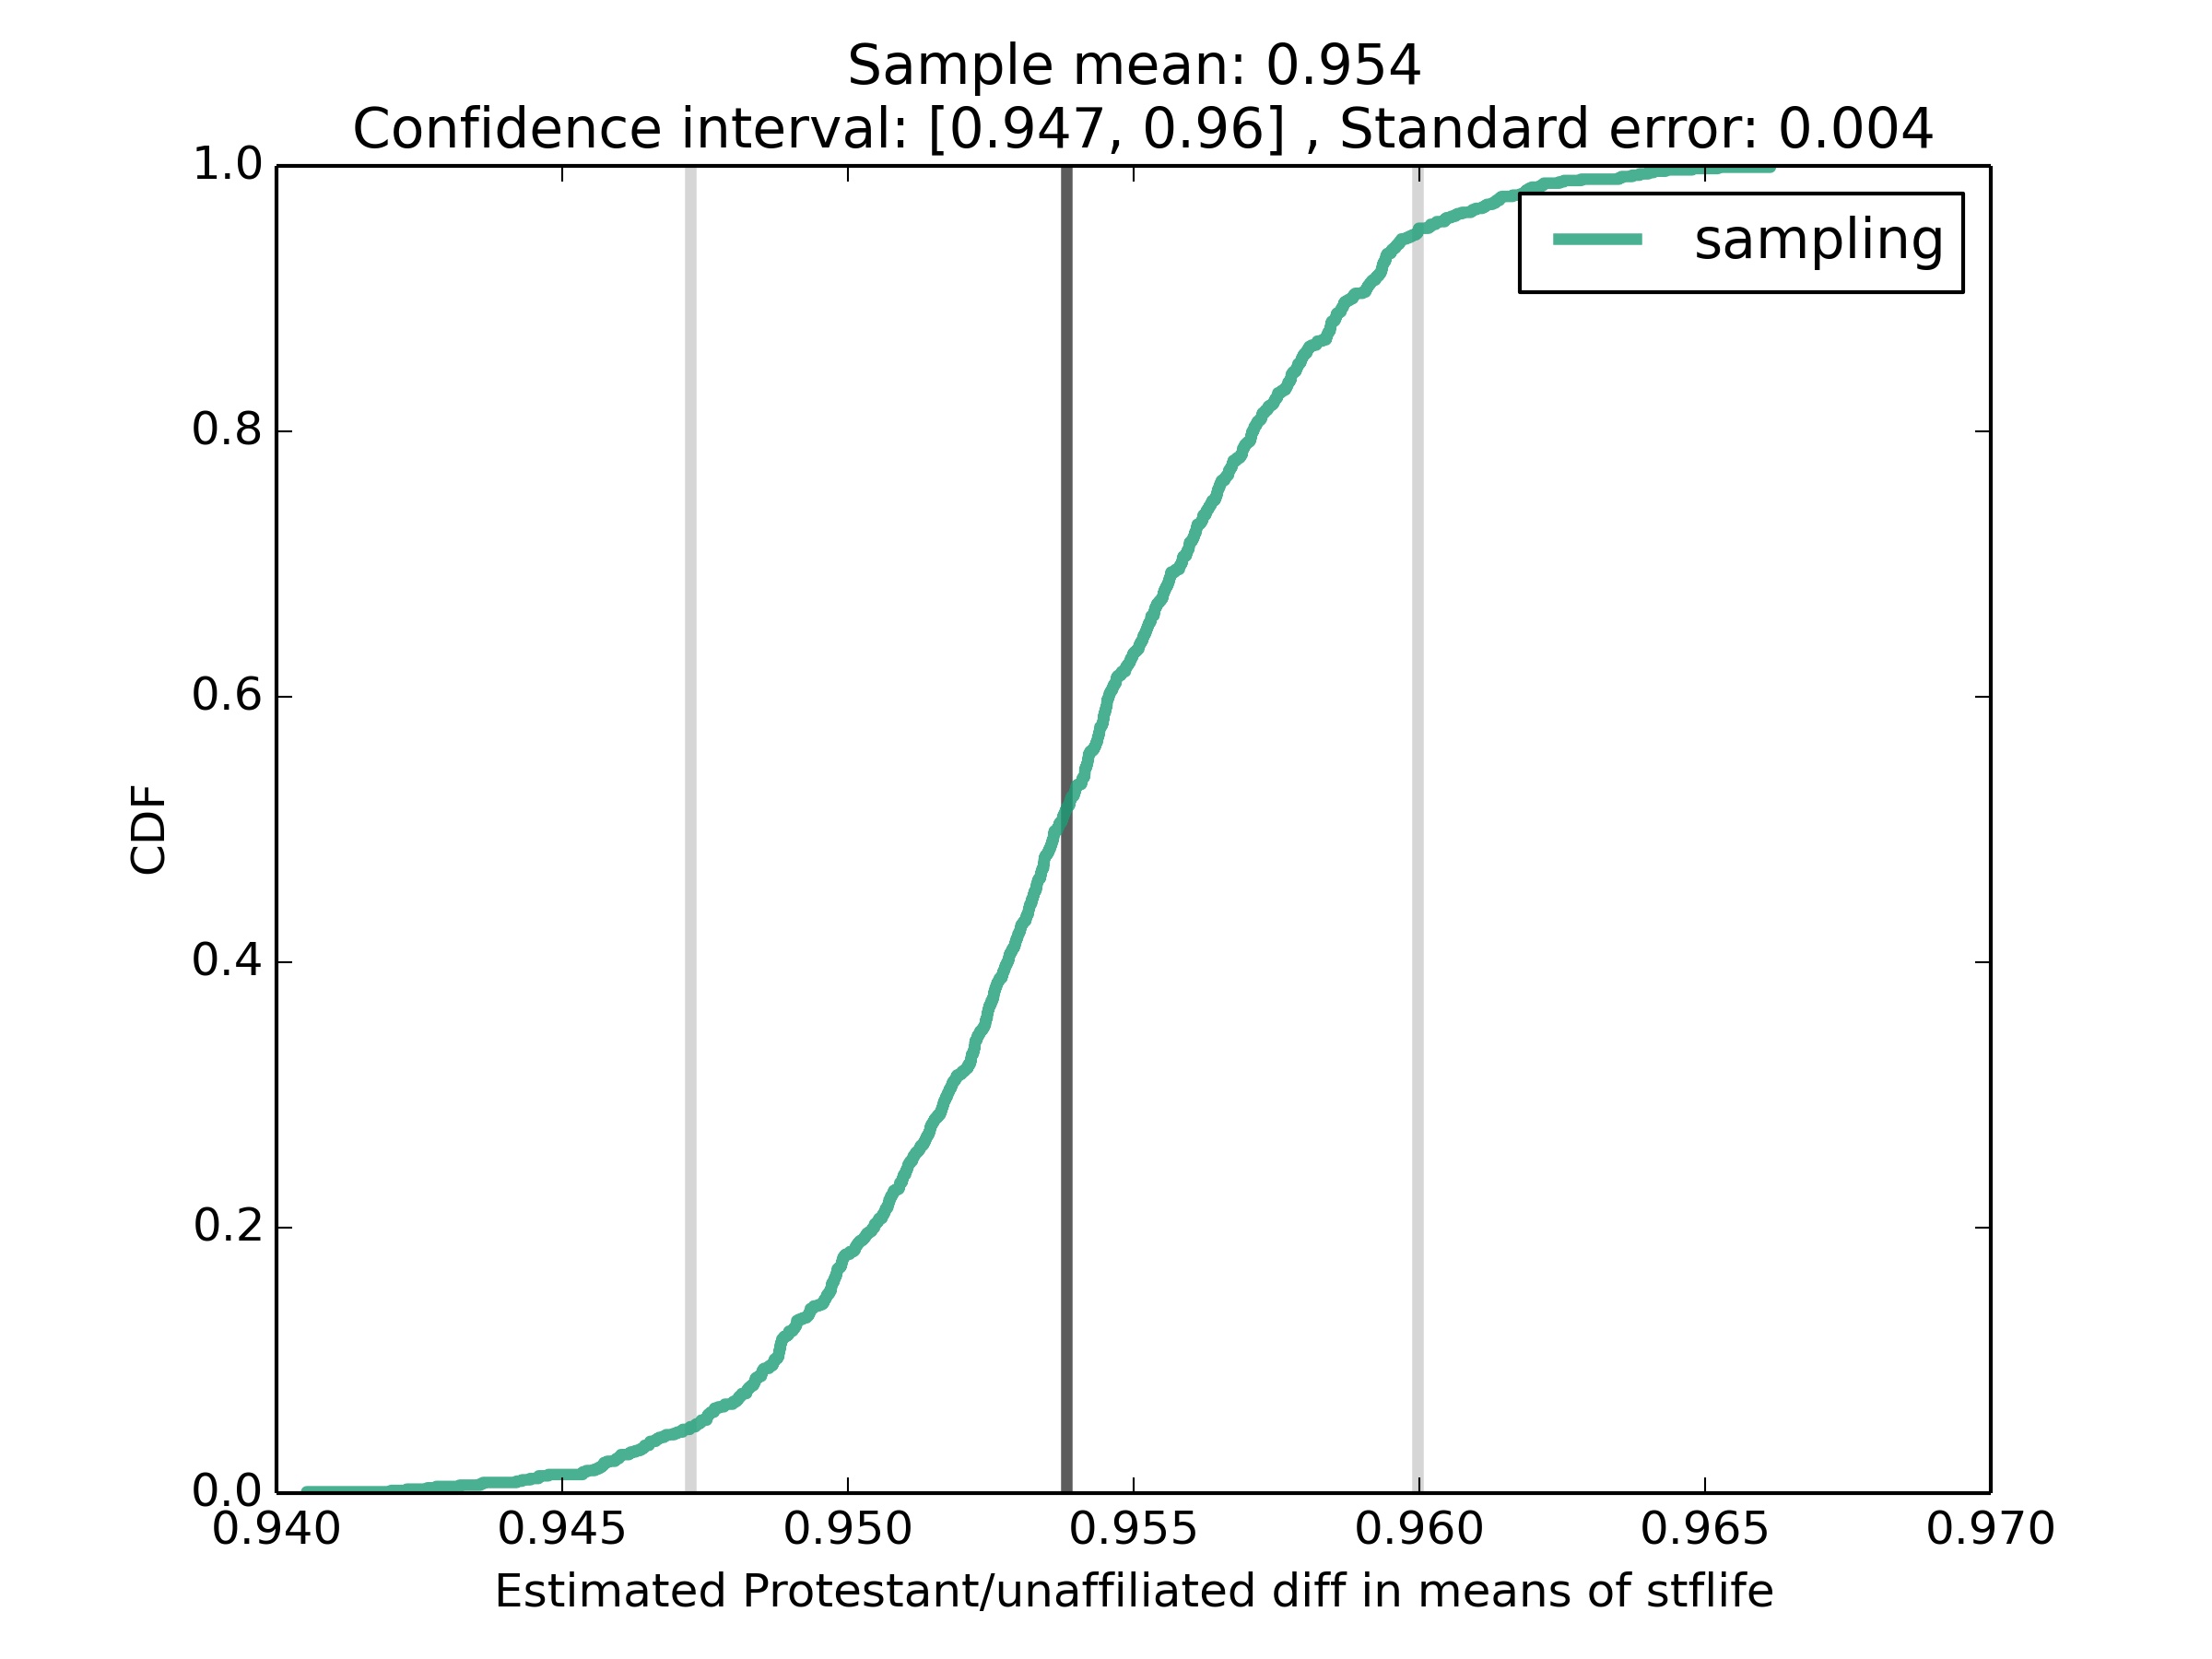 Sample mean: 0.954
Confidence interval: [0.947, 0.96] , Standard error: 0.004
sampling
1.0
0.8
0.6
0.4
0.2
0.0
CDF
0.940 0.945 0.950 0.955 0.960 0.965 0.970
Estimated Protestant/unaffiliated diff in means of stflife